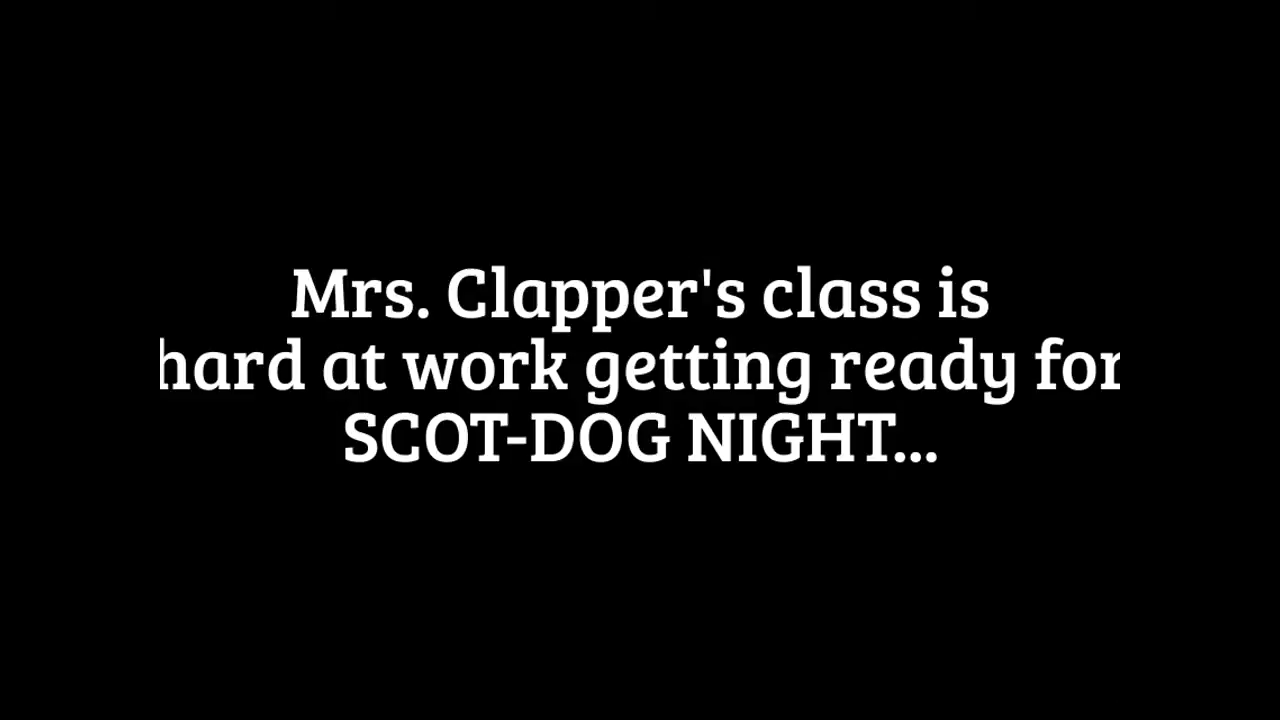 Mrs. Clapper's class is
hard at work getting ready for
SCOT-DOG NIGHT...